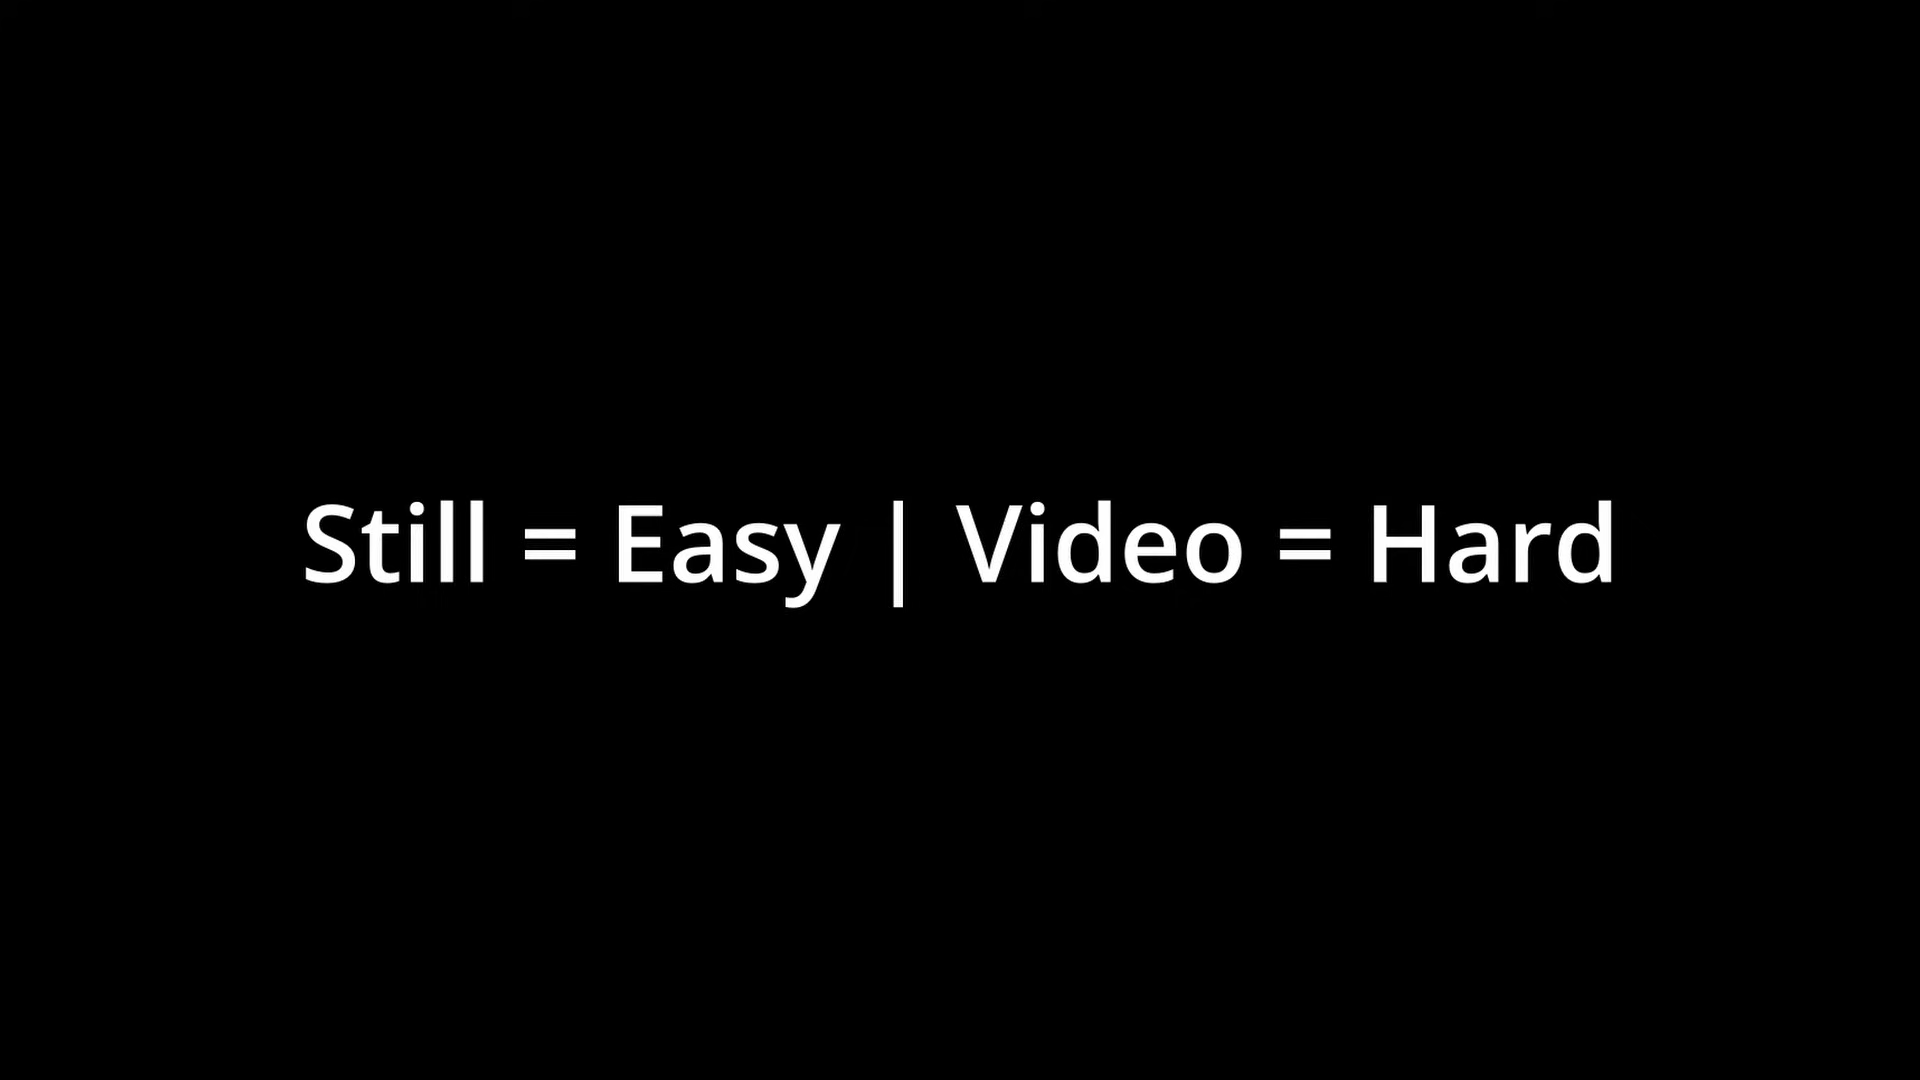 Still = Easy | Video = Hard